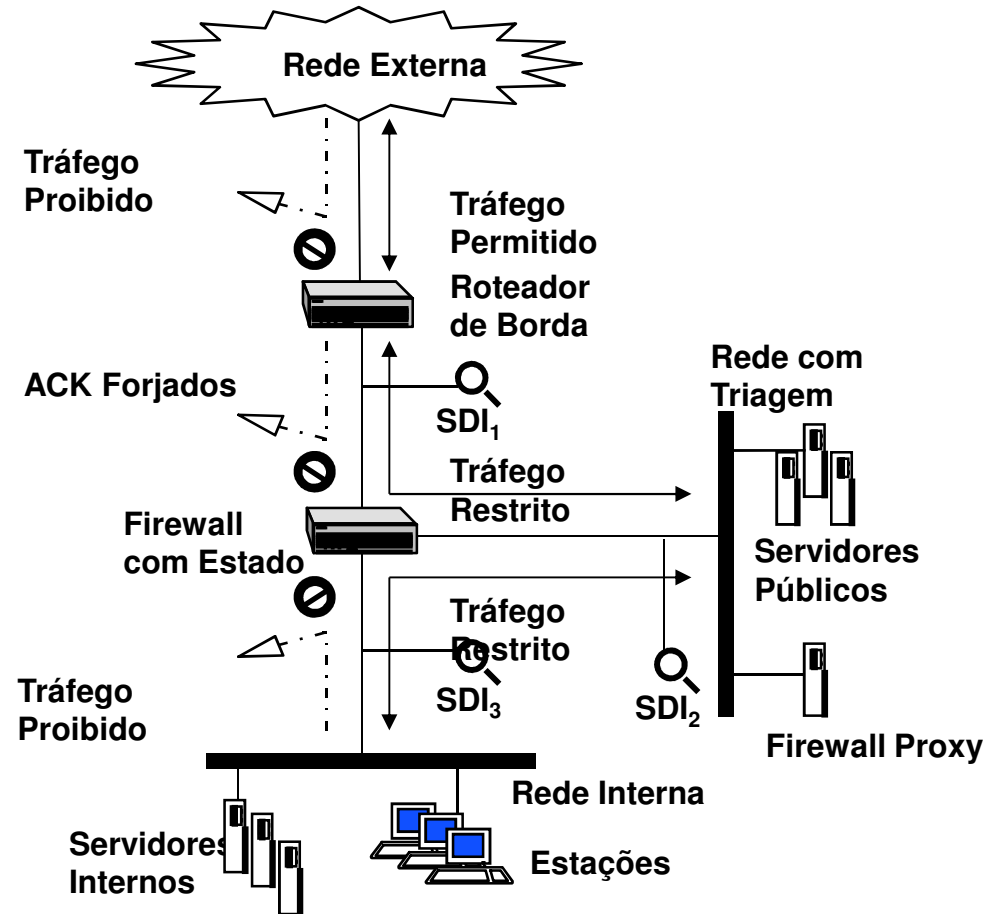 Rede Externa
Tráfego
Proibido
Tráfego
Permitido
Roteador
de Borda
ACK Forjados
SDI₁
Rede com
Triagem
Tráfego
Restrito
Firewall
com Estado
Servidores
Públicos
Tráfego
Restrito
Tráfego
Proibido
SDI₃
SDI₂
Firewall Proxy
Rede Interna
Servidores
Internos
Estações